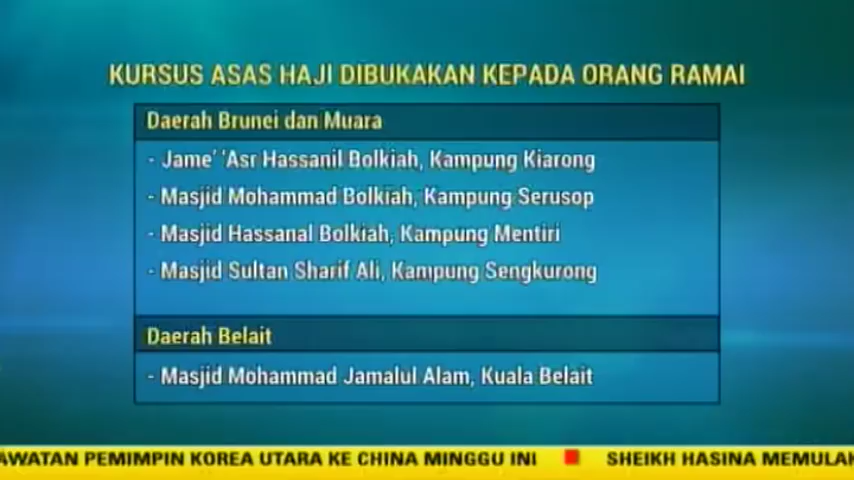 KURSUS ASAS HAJI DIBUKAKAN KEPADA ORANG RAMAI
Daerah Brunei dan Muara
- Jame' 'Asr Hassanil Bolkiah, Kampung Kiarong
- Masjid Mohammad Bolkiah, Kampung Serusop
- Masjid Hassanal Bolkiah, Kampung Mentiri
- Masjid Sultan Sharif Ali, Kampung Sengkurong
Daerah Belait
- Masjid Mohammad Jamalul Alam, Kuala Belait
AWATAN PEMIMPIN KOREA UTARA KE CHINA MINGGU INI SHEIKH HASINA MEMULAK